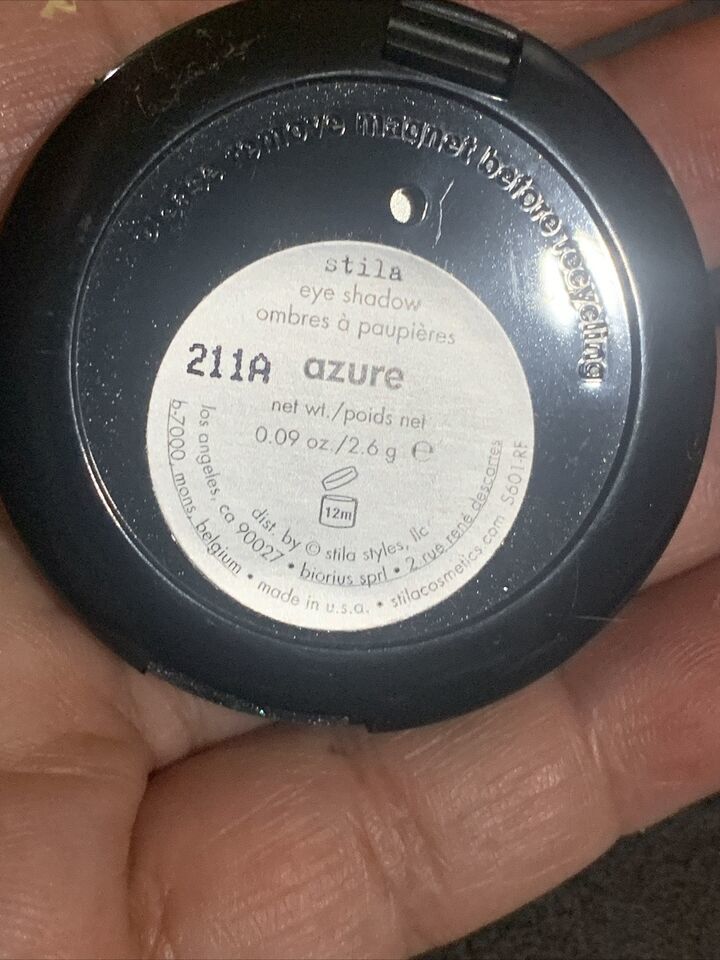 please remove magnet before recycling
stila
eye shadow
ombres à paupières
211A azure
net wt./poids net
0.09 oz./2.6 g ℮
12m
dist. by © stila styles, llc
los angeles, ca 90027 • biorius sprl • 2 rue rené descartes
b-7000, mons, belgium • made in u.s.a. • stilacosmetics.com S601-RF